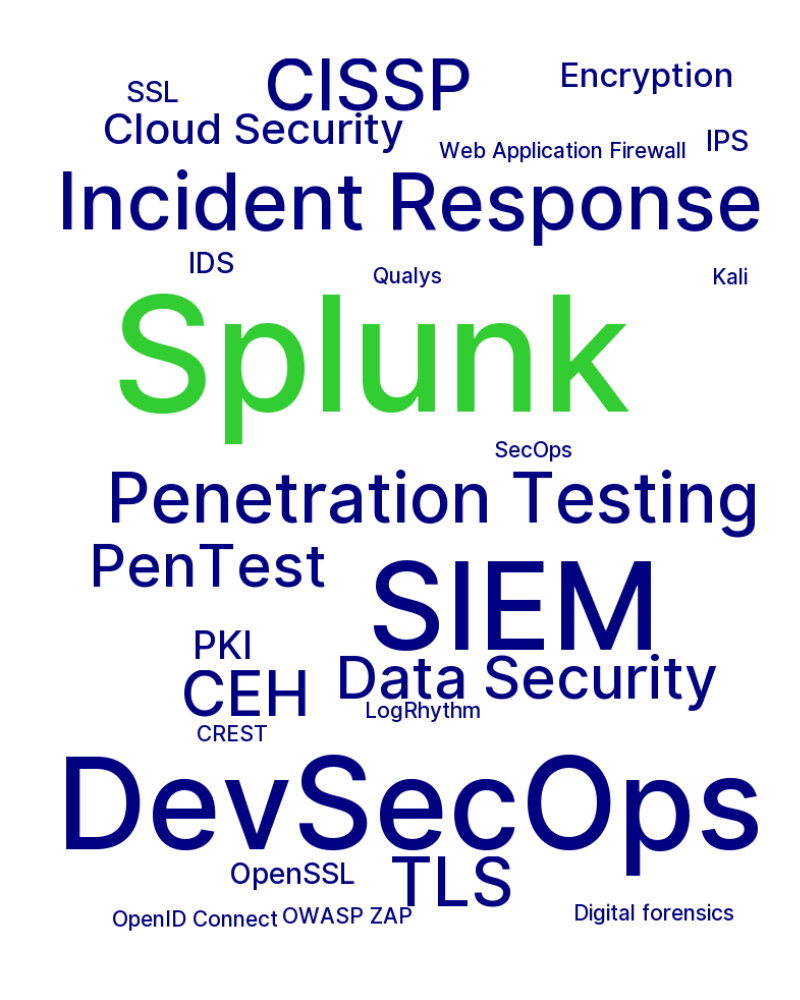 CISSP
Encryption
SSL
Cloud Security
Web Application Firewall
IPS
Incident Response
IDS
Qualys
Kali
Splunk
SecOps
Penetration Testing
PenTest
SIEM
PKI
Data Security
CEH
LogRhythm
CREST
DevSecOps
OpenSSL
TLS
OpenID Connect
OWASP ZAP
Digital forensics